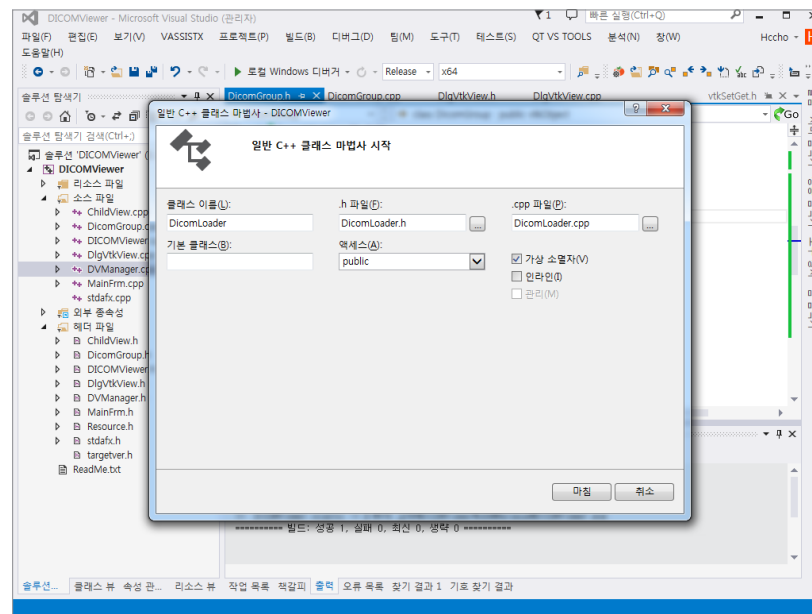 DICOMViewer - Microsoft Visual Studio (관리자)
1
빠른 실행(Ctrl+Q)
파일(F) 편집(E) 보기(V) VASSISTX 프로젝트(P) 빌드(B) 디버그(D) 팀(M) 도구(T) 테스트(S) QT VS TOOLS 분석(N) 창(W) Hccho
도움말(H)
로컬 Windows 디버거 Release x64
솔루션 탐색기
DicomGroup.h DicomGroup.cpp DlgVtkView.h DlgVtkView.cpp vtkSetGet.h
Go
솔루션 탐색기 검색(Ctrl+;)
솔루션 'DICOMViewer'
DICOMViewer
리소스 파일
소스 파일
ChildView.cpp
DicomGroup.c
DICOMViewer
DlgVtkView.cp
DVManager.cp
MainFrm.cpp
stdafx.cpp
외부 종속성
헤더 파일
ChildView.h
DicomGroup.h
DICOMViewer
DlgVtkView.h
DVManager.h
MainFrm.h
Resource.h
stdafx.h
targetver.h
ReadMe.txt
일반 C++ 클래스 마법사 - DICOMViewer
일반 C++ 클래스 마법사 시작
클래스 이름(L): .h 파일(F): .cpp 파일(P):
DicomLoader DicomLoader.h ... DicomLoader.cpp ...
기본 클래스(B): 액세스(A):
public
가상 소멸자(V)
인라인(I)
관리(M)
마침 취소
========== 빌드: 성공 1, 실패 0, 최신 0, 생략 0 ==========
솔루션... 클래스 뷰 속성 관... 리소스 뷰 작업 목록 책갈피 출력 오류 목록 찾기 결과 1 기호 찾기 결과